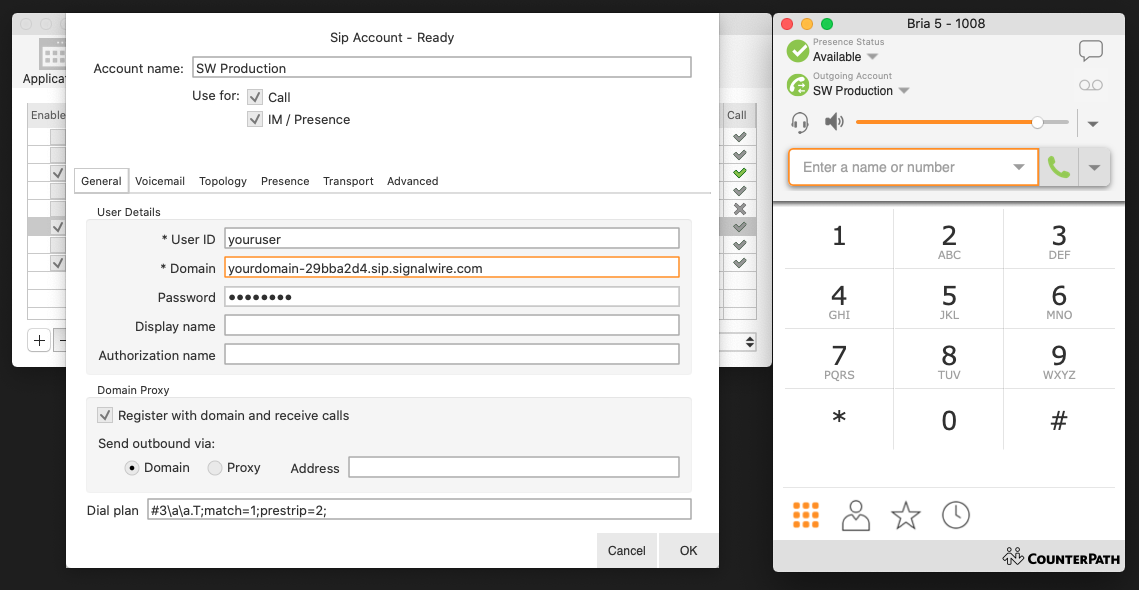 Sip Account - Ready
Account name: SW Production
Use for: Call
IM / Presence
General Voicemail Topology Presence Transport Advanced
User Details
* User ID youruser
* Domain yourdomain-29bba2d4.sip.signalwire.com
Password ●●●●●●●●
Display name
Authorization name
Domain Proxy
Register with domain and receive calls
Send outbound via:
Domain Proxy Address
Dial plan #3\a\a.T;match=1;prestrip=2;
Cancel OK
Enable
Call
Bria 5 - 1008
Presence Status
Available
Outgoing Account
SW Production
Enter a name or number
1 2 3
ABC DEF
4 5 6
GHI JKL MNO
7 8 9
PQRS TUV WXYZ
* 0 #
COUNTERPATH